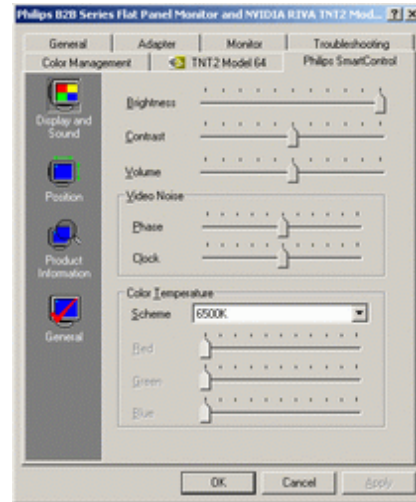 Philips B2B Series Flat Panel Monitor and NVIDIA RIVA TNT2 Mod... ? X
General Adapter Monitor Troubleshooting
Color Management TNT2 Model 64 Philips SmartControl
Display and Sound
Position
Product Information
General
Brightness
Contrast
Volume
Video Noise
Phase
Clock
Color Temperature
Scheme 6500K
Red
Green
Blue
OK Cancel Apply